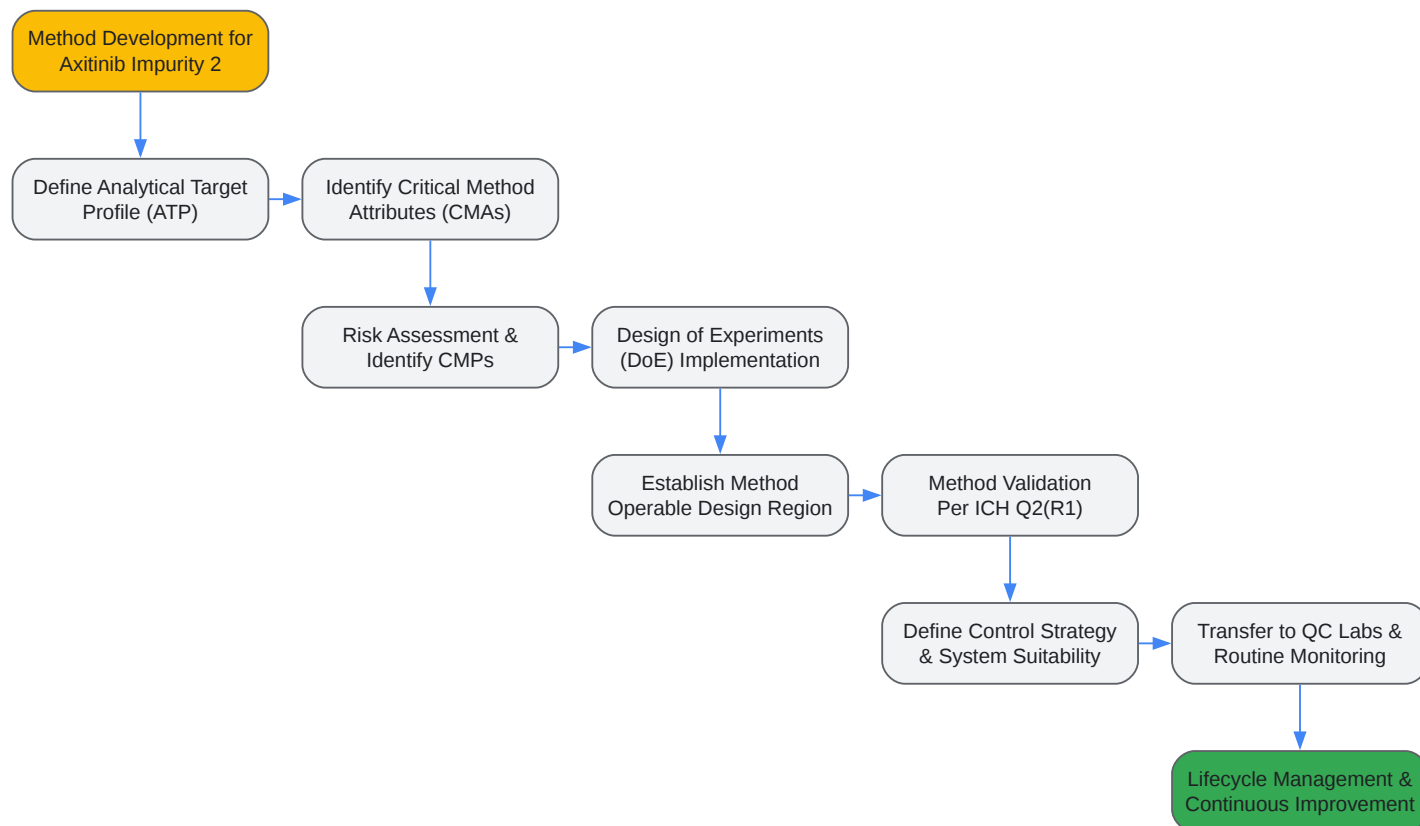 Method Development for
Axitinib Impurity 2
Define Analytical Target
Profile (ATP)
Identify Critical Method
Attributes (CMAs)
Risk Assessment &
Identify CMPs
Design of Experiments
(DoE) Implementation
Establish Method
Operable Design Region
Method Validation
Per ICH Q2(R1)
Define Control Strategy
& System Suitability
Transfer to QC Labs &
Routine Monitoring
Lifecycle Management &
Continuous Improvement